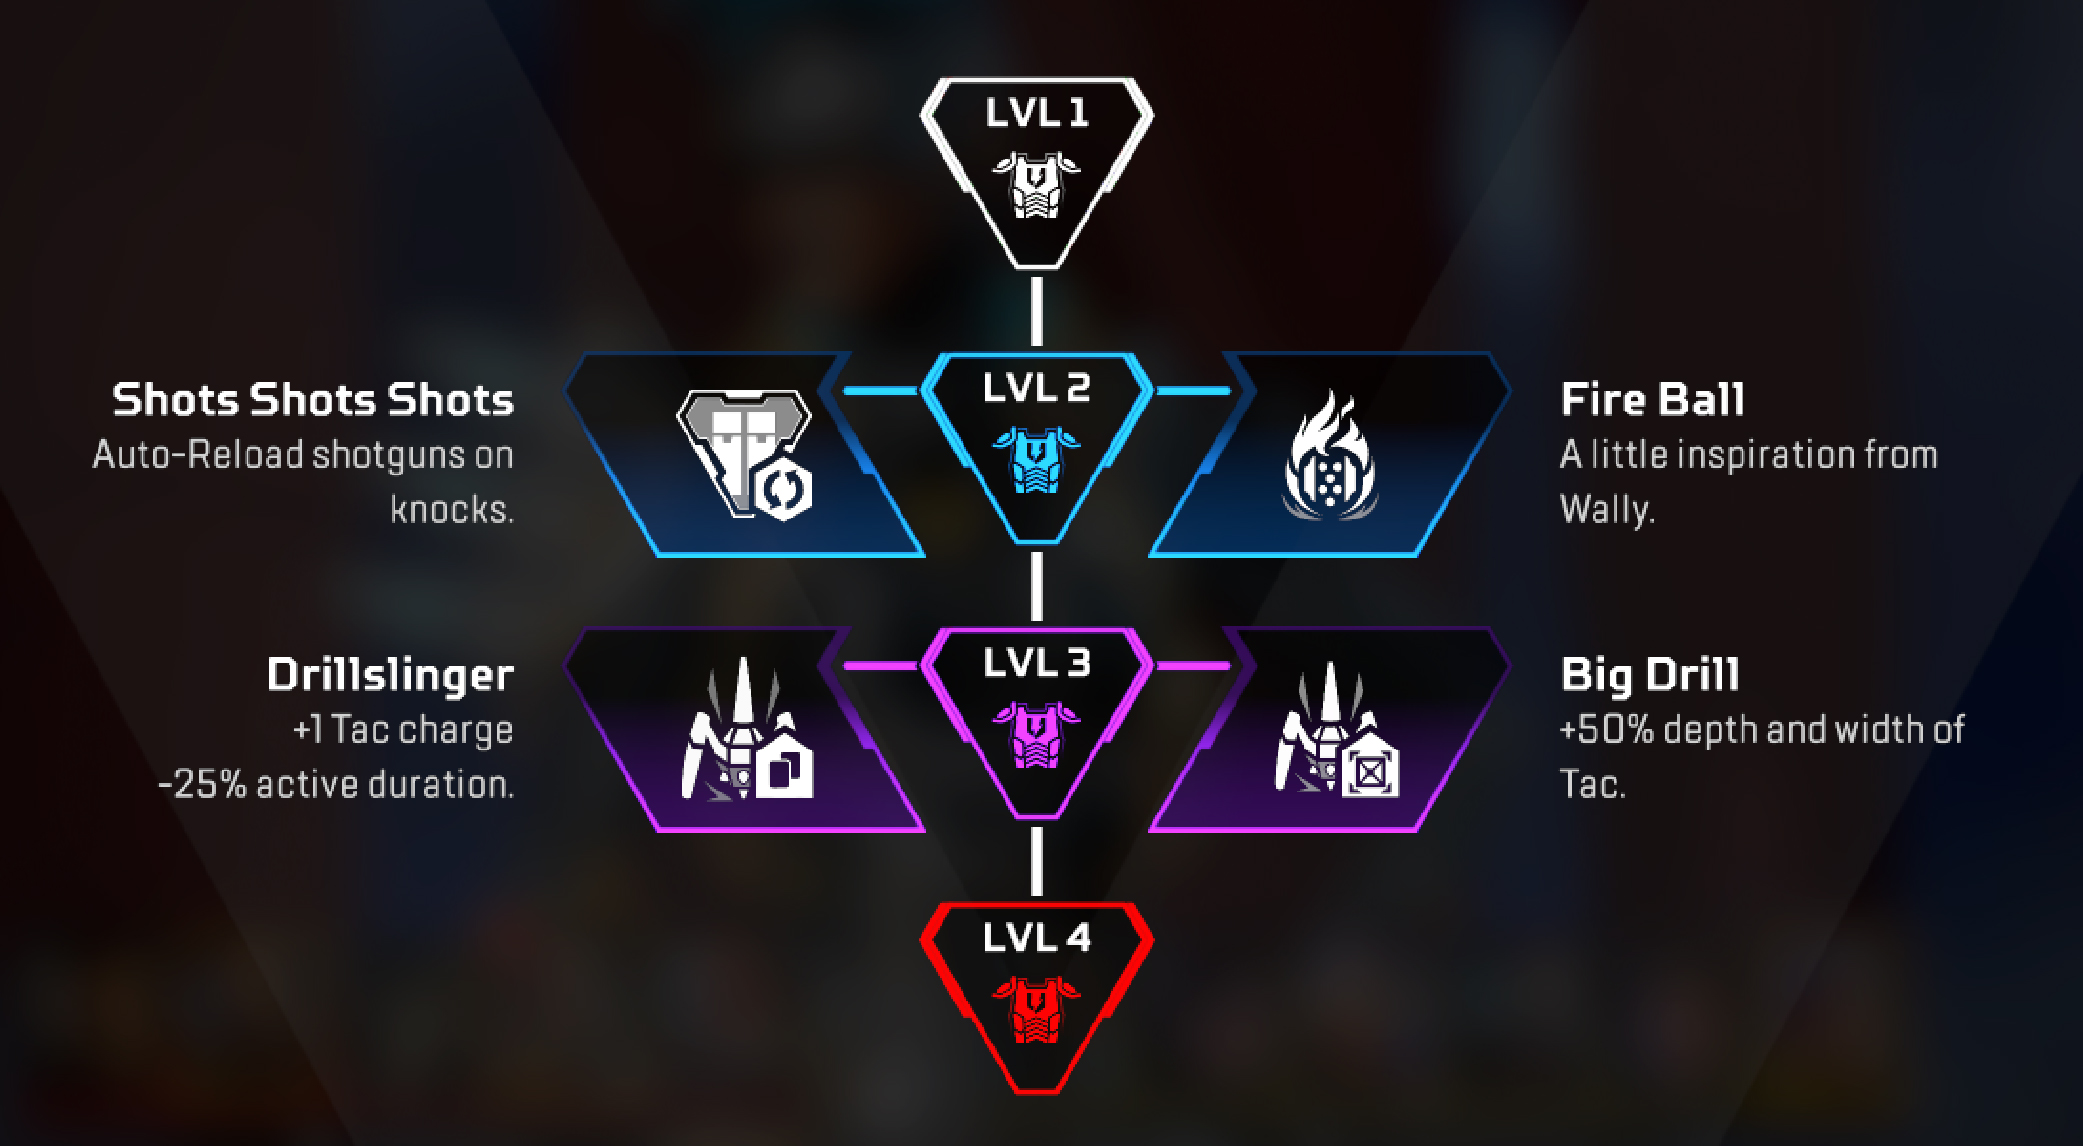 LVL 1
Shots Shots Shots
Auto-Reload shotguns on
knocks.
LVL 2
Fire Ball
A little inspiration from
Wally.
Drillslinger
+1 Tac charge
-25% active duration.
LVL 3
Big Drill
+50% depth and width of
Tac.
LVL 4